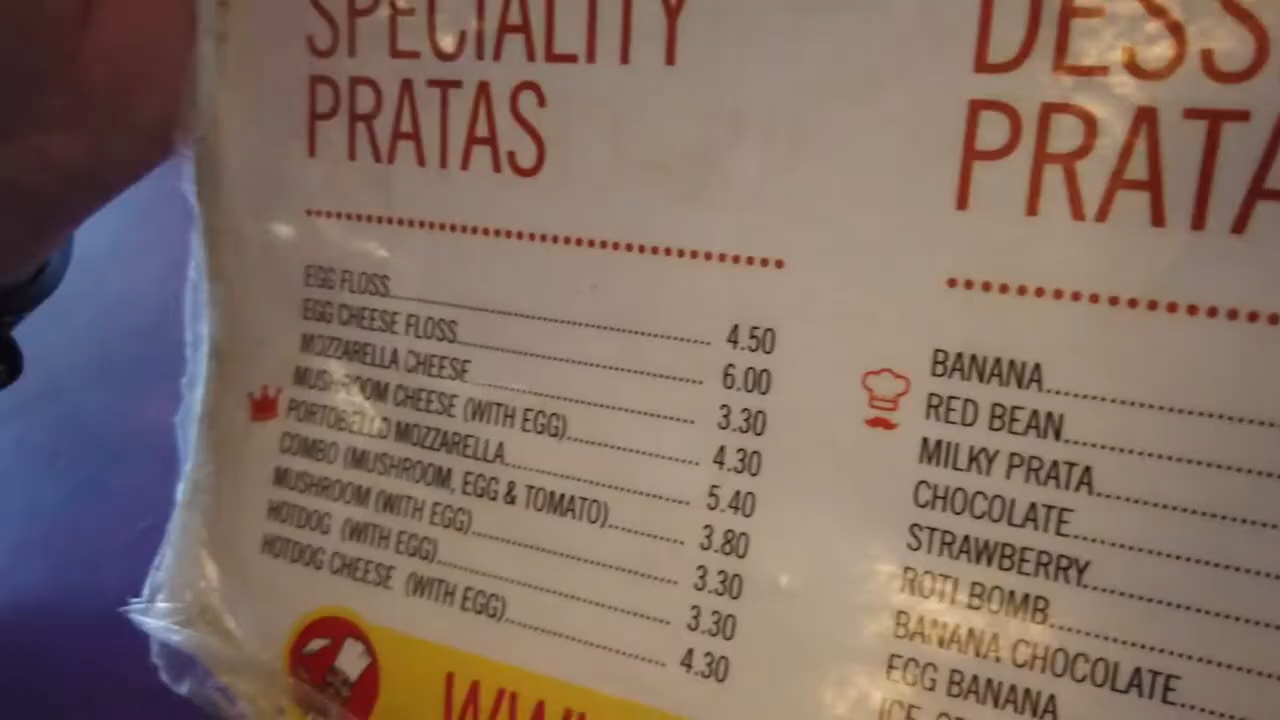 SPECIALITY
PRATAS
EGG FLOSS 4.50
EGG CHEESE FLOSS 6.00
MOZZARELLA CHEESE 3.30
MUSHROOM CHEESE (WITH EGG) 4.30
PORTOBELLO MOZZARELLA 5.40
COMBO (MUSHROOM, EGG & TOMATO) 3.80
MUSHROOM (WITH EGG) 3.30
HOTDOG (WITH EGG) 3.30
HOTDOG CHEESE (WITH EGG) 4.30
DESS
PRATA
BANANA
RED BEAN
MILKY PRATA
CHOCOLATE
STRAWBERRY
ROTI BOMB
BANANA CHOCOLATE
EGG BANANA